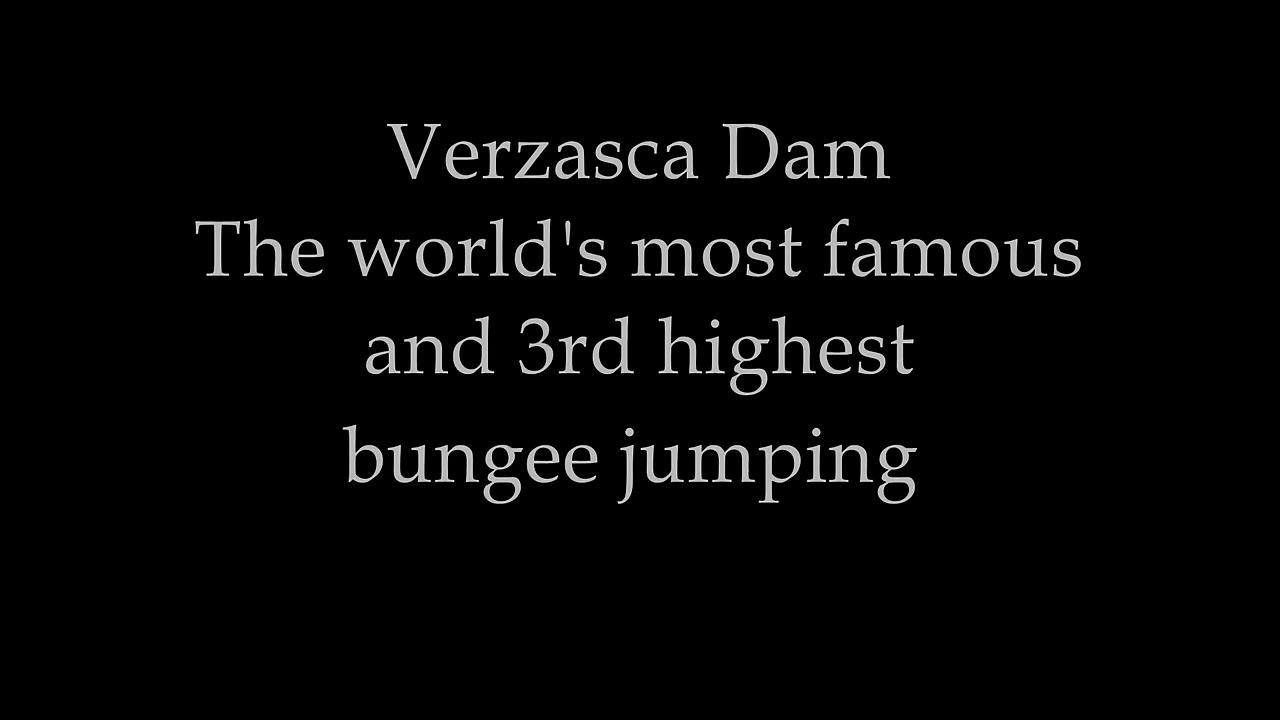 Verzasca Dam
The world's most famous
and 3rd highest
bungee jumping